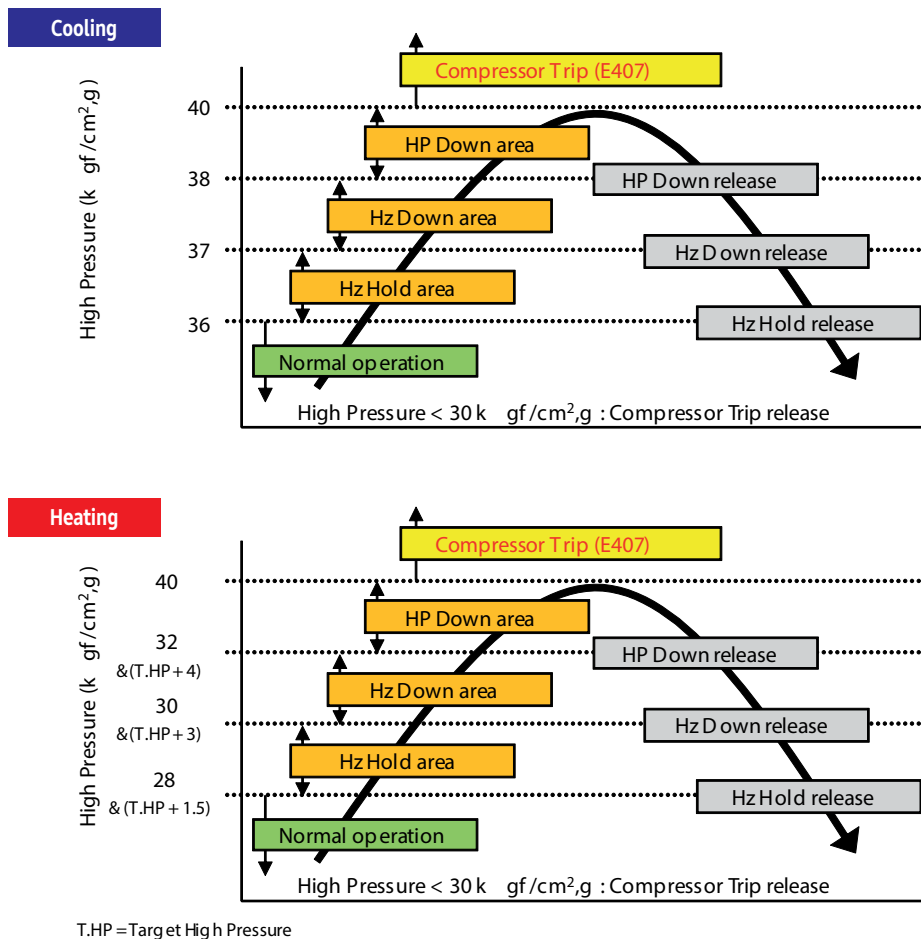 Cooling
Compressor Trip (E407)
High Pressure (k gf/cm²,g)
40
HP Down area
38
HP Down release
Hz Down area
37
Hz Down release
Hz Hold area
36
Hz Hold release
Normal operation
High Pressure < 30 k gf/cm²,g : Compressor Trip release
Heating
Compressor Trip (E407)
High Pressure (k gf/cm²,g)
40
HP Down area
32
&(T.HP + 4)
HP Down release
Hz Down area
30
&(T.HP + 3)
Hz Down release
Hz Hold area
28
&(T.HP + 1.5)
Hz Hold release
Normal operation
High Pressure < 30 k gf/cm²,g : Compressor Trip release
T.HP = Target High Pressure